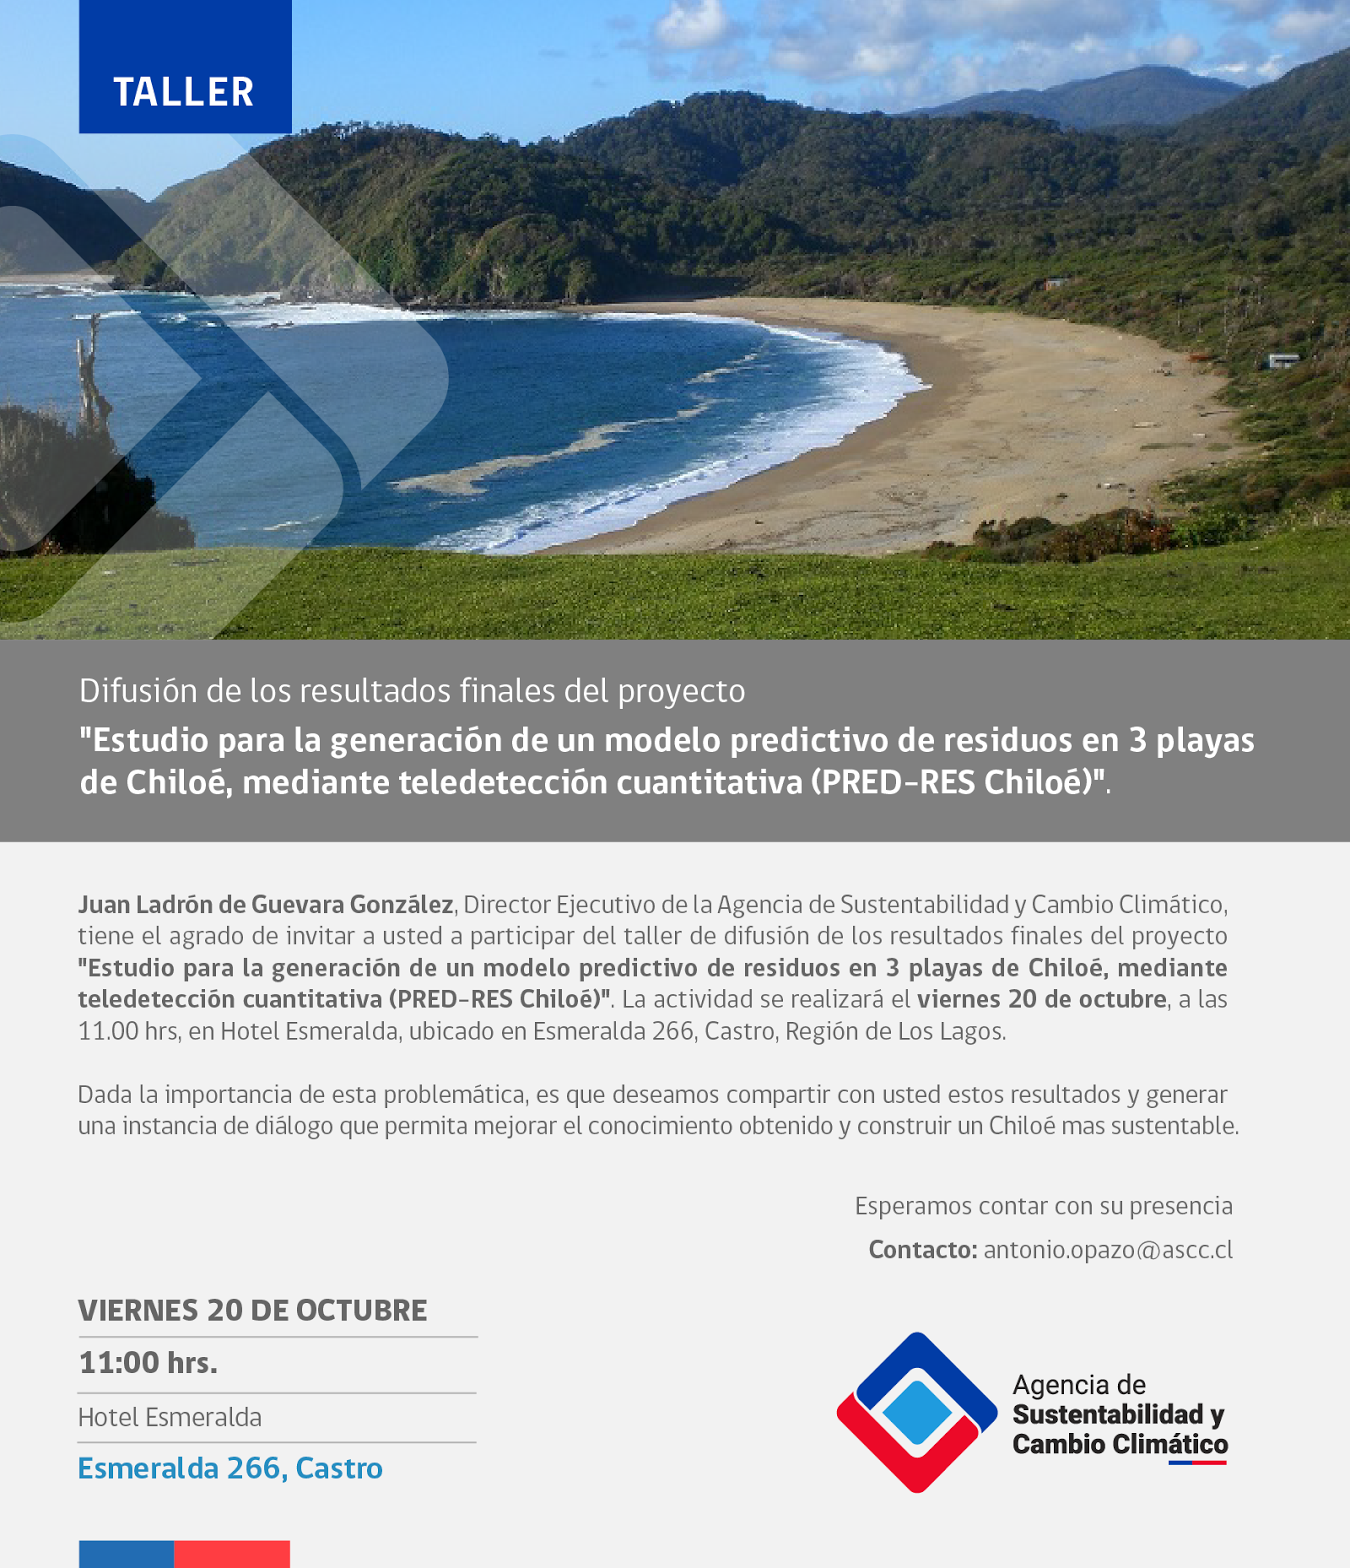 TALLER
Difusión de los resultados finales del proyecto
"Estudio para la generación de un modelo predictivo de residuos en 3 playas
de Chiloé, mediante teledetección cuantitativa (PRED-RES Chiloé)".
Juan Ladrón de Guevara González, Director Ejecutivo de la Agencia de Sustentabilidad y Cambio Climático,
tiene el agrado de invitar a usted a participar del taller de difusión de los resultados finales del proyecto
"Estudio para la generación de un modelo predictivo de residuos en 3 playas de Chiloé, mediante
teledetección cuantitativa (PRED-RES Chiloé)". La actividad se realizará el viernes 20 de octubre, a las
11.00 hrs, en Hotel Esmeralda, ubicado en Esmeralda 266, Castro, Región de Los Lagos.
Dada la importancia de esta problemática, es que deseamos compartir con usted estos resultados y generar
una instancia de diálogo que permita mejorar el conocimiento obtenido y construir un Chiloé mas sustentable.
Esperamos contar con su presencia
Contacto: antonio.opazo@ascc.cl
VIERNES 20 DE OCTUBRE
11:00 hrs.
Hotel Esmeralda
Esmeralda 266, Castro
Agencia de
Sustentabilidad y
Cambio Climático